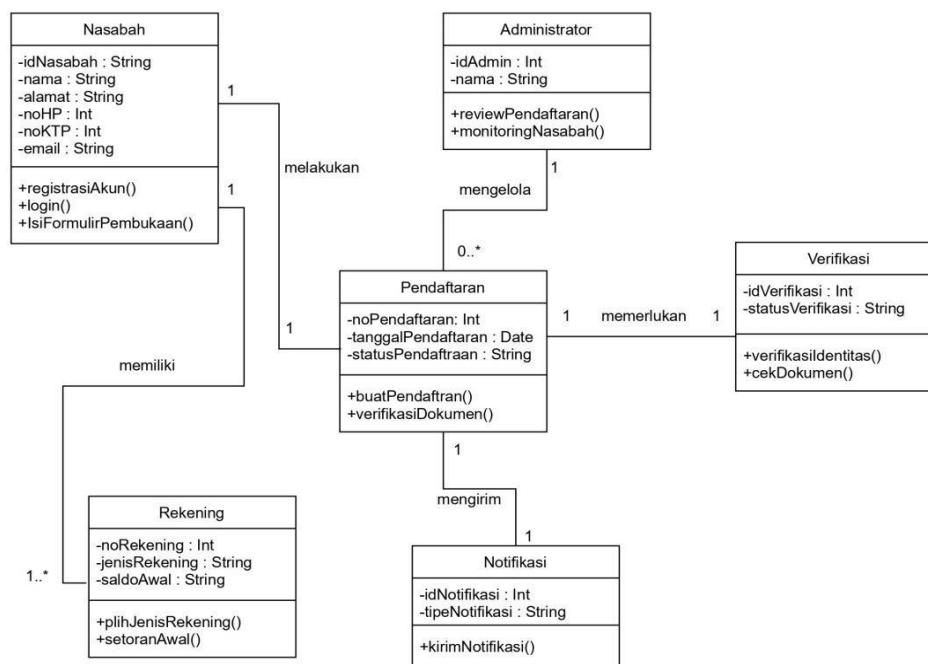 Nasabah
-idNasabah : String
-nama : String
-alamat : String
-noHP : Int
-noKTP : Int
-email : String
+registrasiAkun()
+login()
+IsiFormulirPembukaan()
1
1
melakukan
1
memiliki
1..*
Administrator
-idAdmin : Int
-nama : String
+reviewPendaftaran()
+monitoringNasabah()
1
mengelola
0..*
Pendaftaran
-noPendaftaran: Int
-tanggalPendaftaran : Date
-statusPendaftraan : String
+buatPendaftran()
+verifikasiDokumen()
1
memerlukan
1
Verifikasi
-idVerifikasi : Int
-statusVerifikasi : String
+verifikasiIdentitas()
+cekDokumen()
1
mengirim
1
Rekening
-noRekening : Int
-jenisRekening : String
-saldoAwal : String
+plihJenisRekening()
+setoranAwal()
Notifikasi
-idNotifikasi : Int
-tipeNotifikasi : String
+kirimNotifikasi()